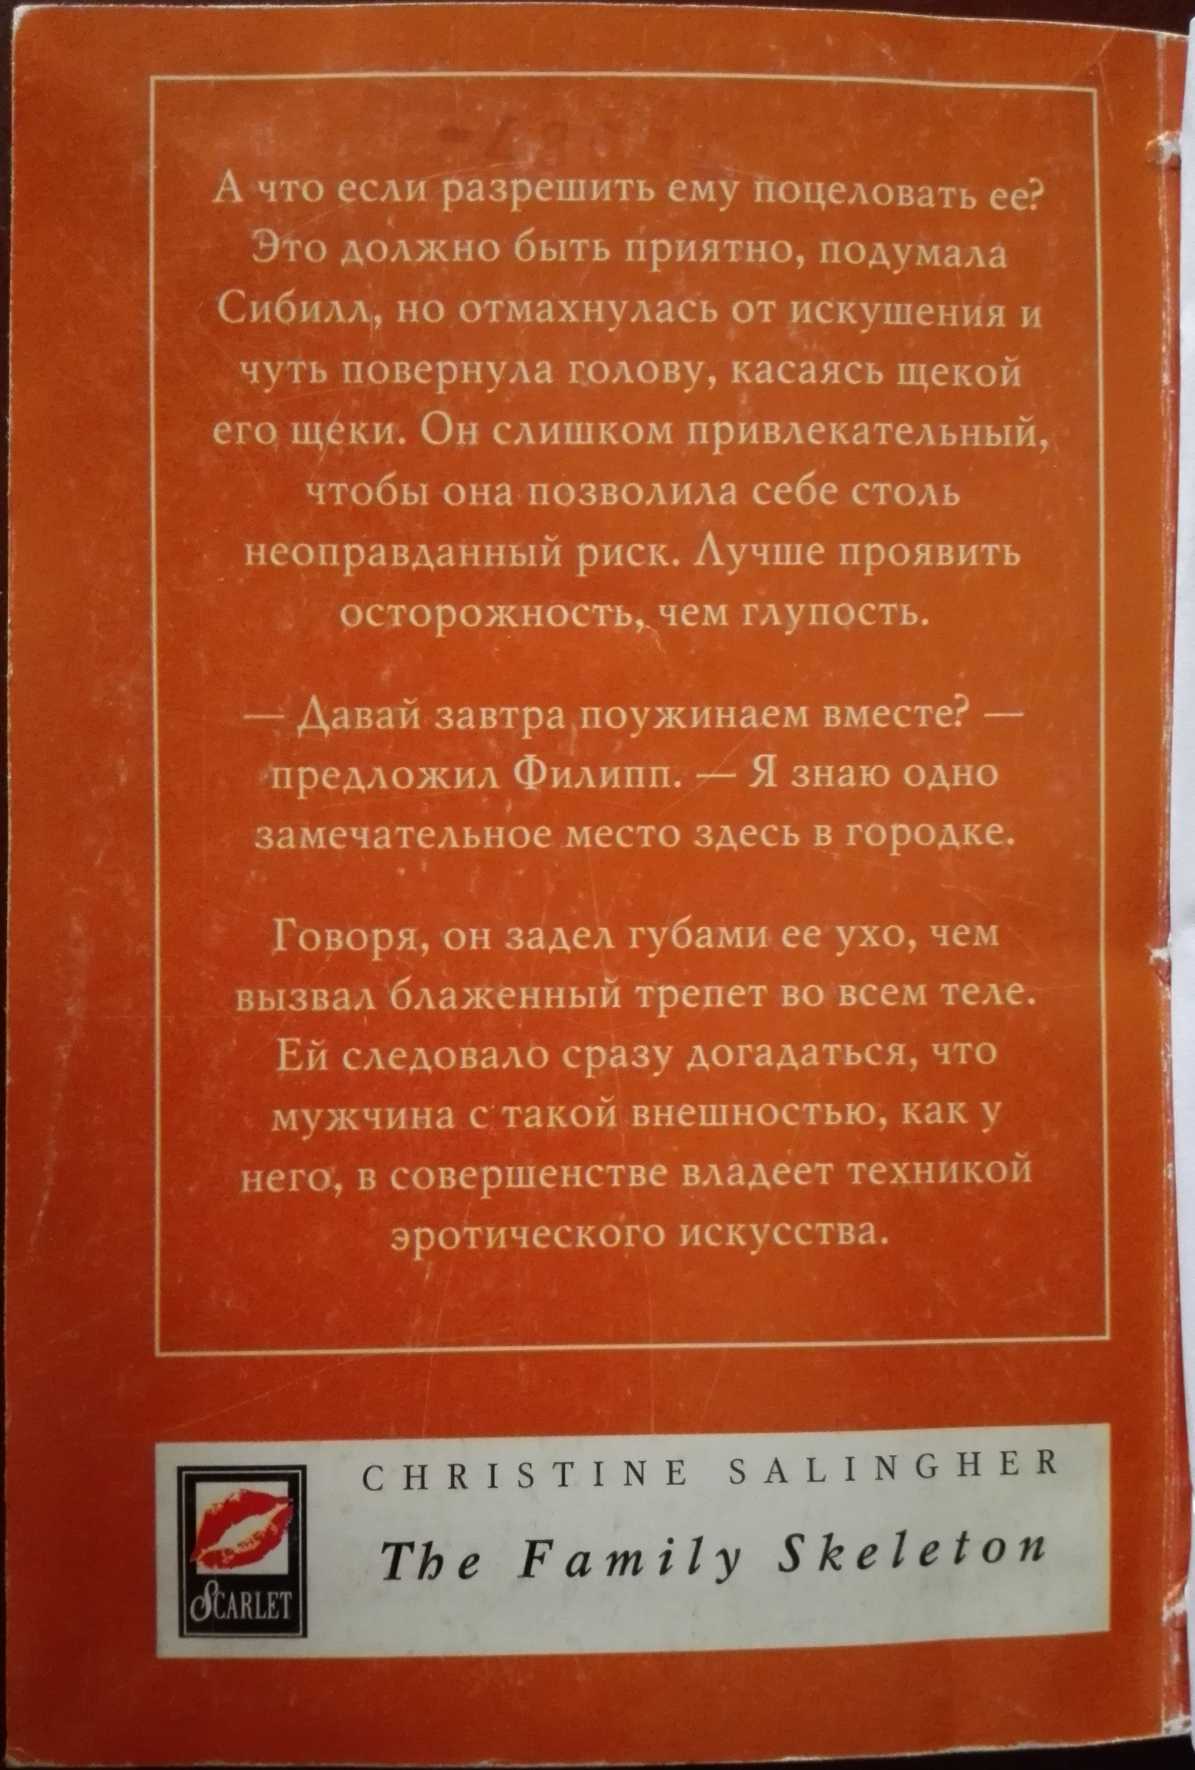 А что если разрешить ему поцеловать ее?
Это должно быть приятно, подумала
Сибилл, но отмахнулась от искушения и
чуть повернула голову, касаясь щекой
его щеки. Он слишком привлекательный,
чтобы она позволила себе столь
неоправданный риск. Лучше проявить
осторожность, чем глупость.
— Давай завтра поужинаем вместе? —
предложил Филипп. — Я знаю одно
замечательное место здесь в городке.
Говоря, он задел губами ее ухо, чем
вызвал блаженный трепет во всем теле.
Ей следовало сразу догадаться, что
мужчина с такой внешностью, как у
него, в совершенстве владеет техникой
эротического искусства.
CHRISTINE SALINGHER
The Family Skeleton
SCARLET